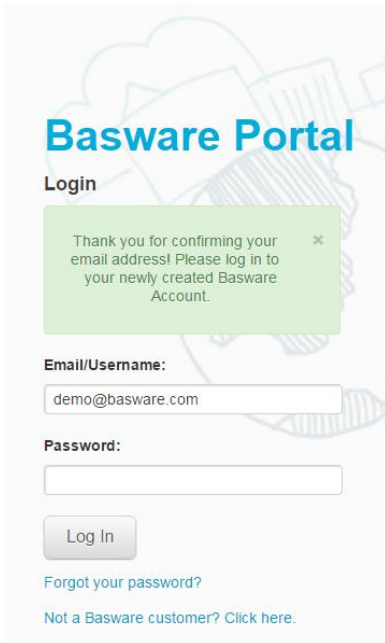 Basware Portal
Login
Thank you for confirming your
email address! Please log in to
your newly created Basware
Account.
×
Email/Username:
demo@basware.com
Password:
Log In
Forgot your password?
Not a Basware customer? Click here.